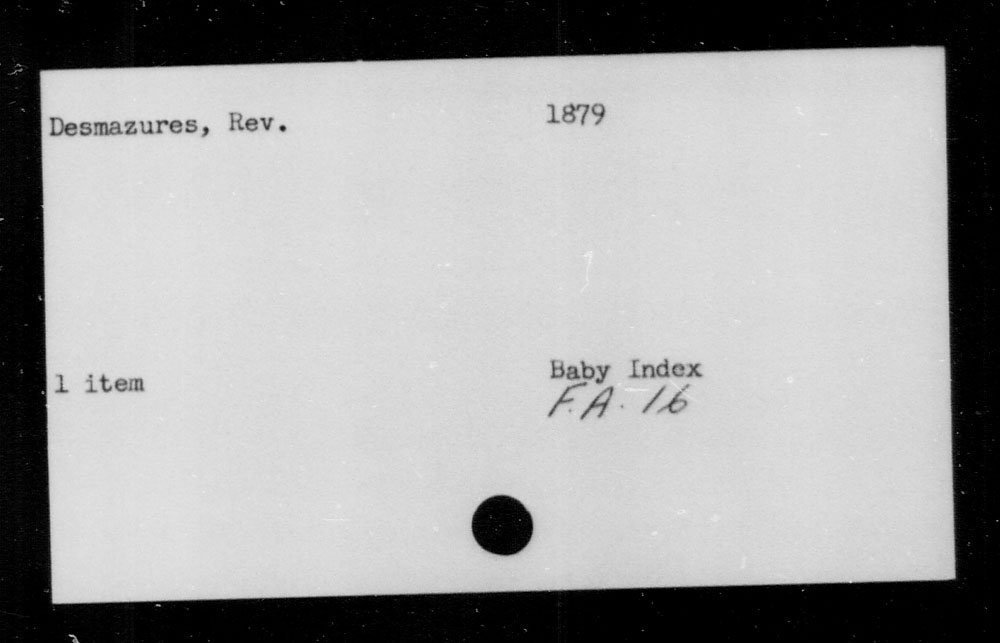 Desmazures, Rev.
1879
1 item
Baby Index
F.A. 16